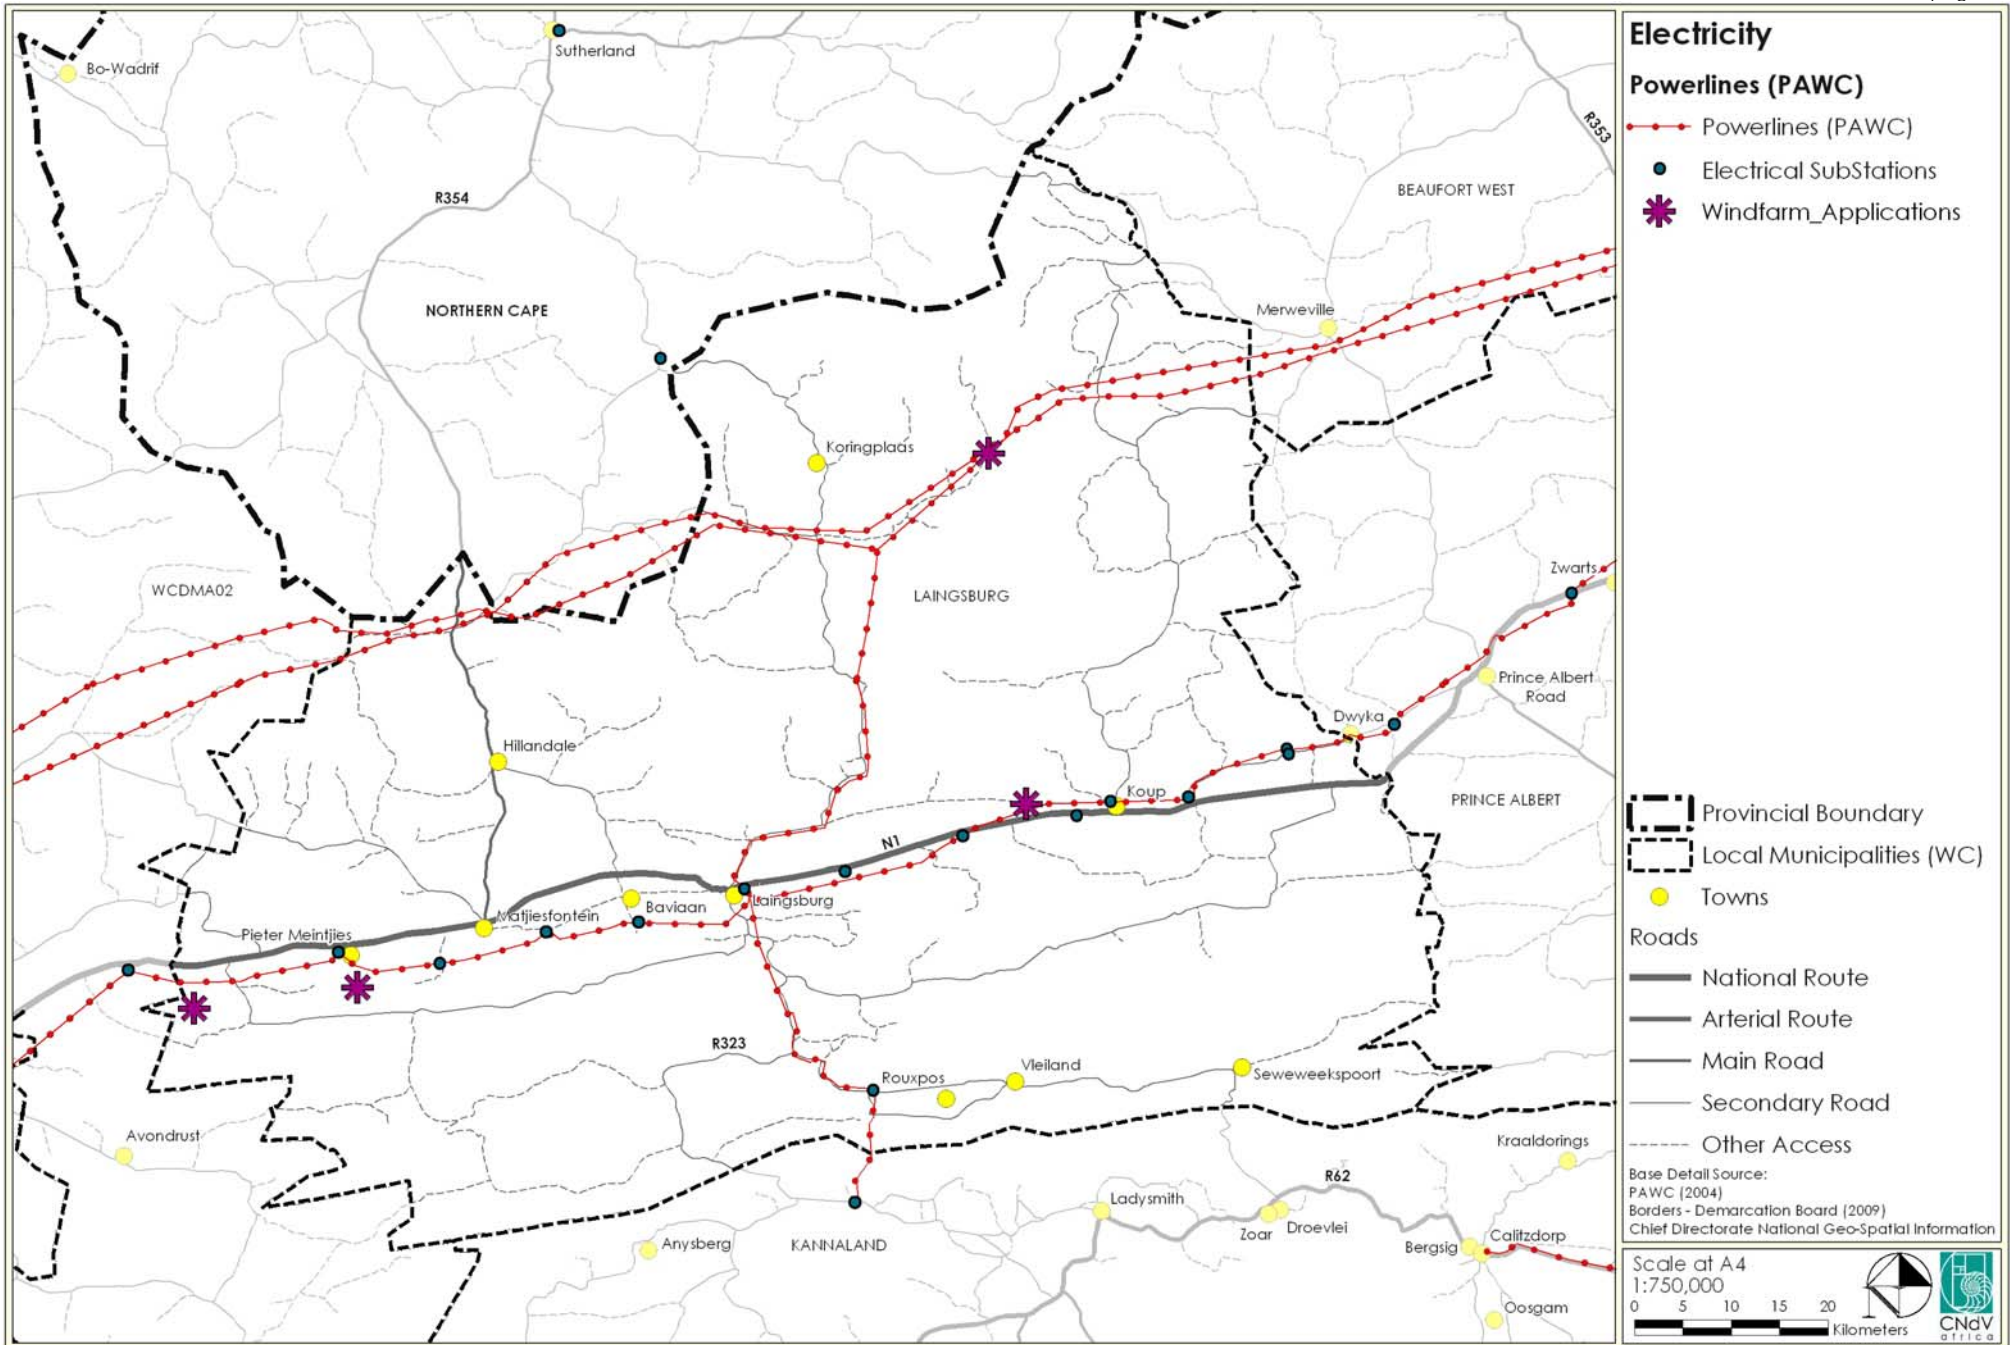 Electricity
Powerlines (PAWC)
Powerlines (PAWC)
Electrical SubStations
Windfarm_Applications
Provincial Boundary
Local Municipalities (WC)
Towns
Roads
National Route
Arterial Route
Main Road
Secondary Road
Other Access
Base Detail Source:
PAWC (2004)
Borders - Demarcation Board (2009)
Chief Directorate National Geo-Spatial Information
Scale at A4
1:750,000
0 5 10 15 20
Kilometers
CNdV
africa
Sutherland
Bo-Wadrif
R353
R354
BEAUFORT WEST
NORTHERN CAPE
Merweville
Koringplaas
Zwarts
WCDMA02
LAINGSBURG
Prince Albert
Road
Dwyka
Hillandale
Koup
PRINCE ALBERT
N1
Laingsburg
Baviaan
Matjiesfontein
Pieter Meintjies
R323
Vleiland
Rouxpos
Seweweekspoort
Avondrust
Kraaldorings
R62
Ladysmith
Droevlei
Zoar
Calitzdorp
Bergsig
Anysberg
KANNALAND
Oosgam